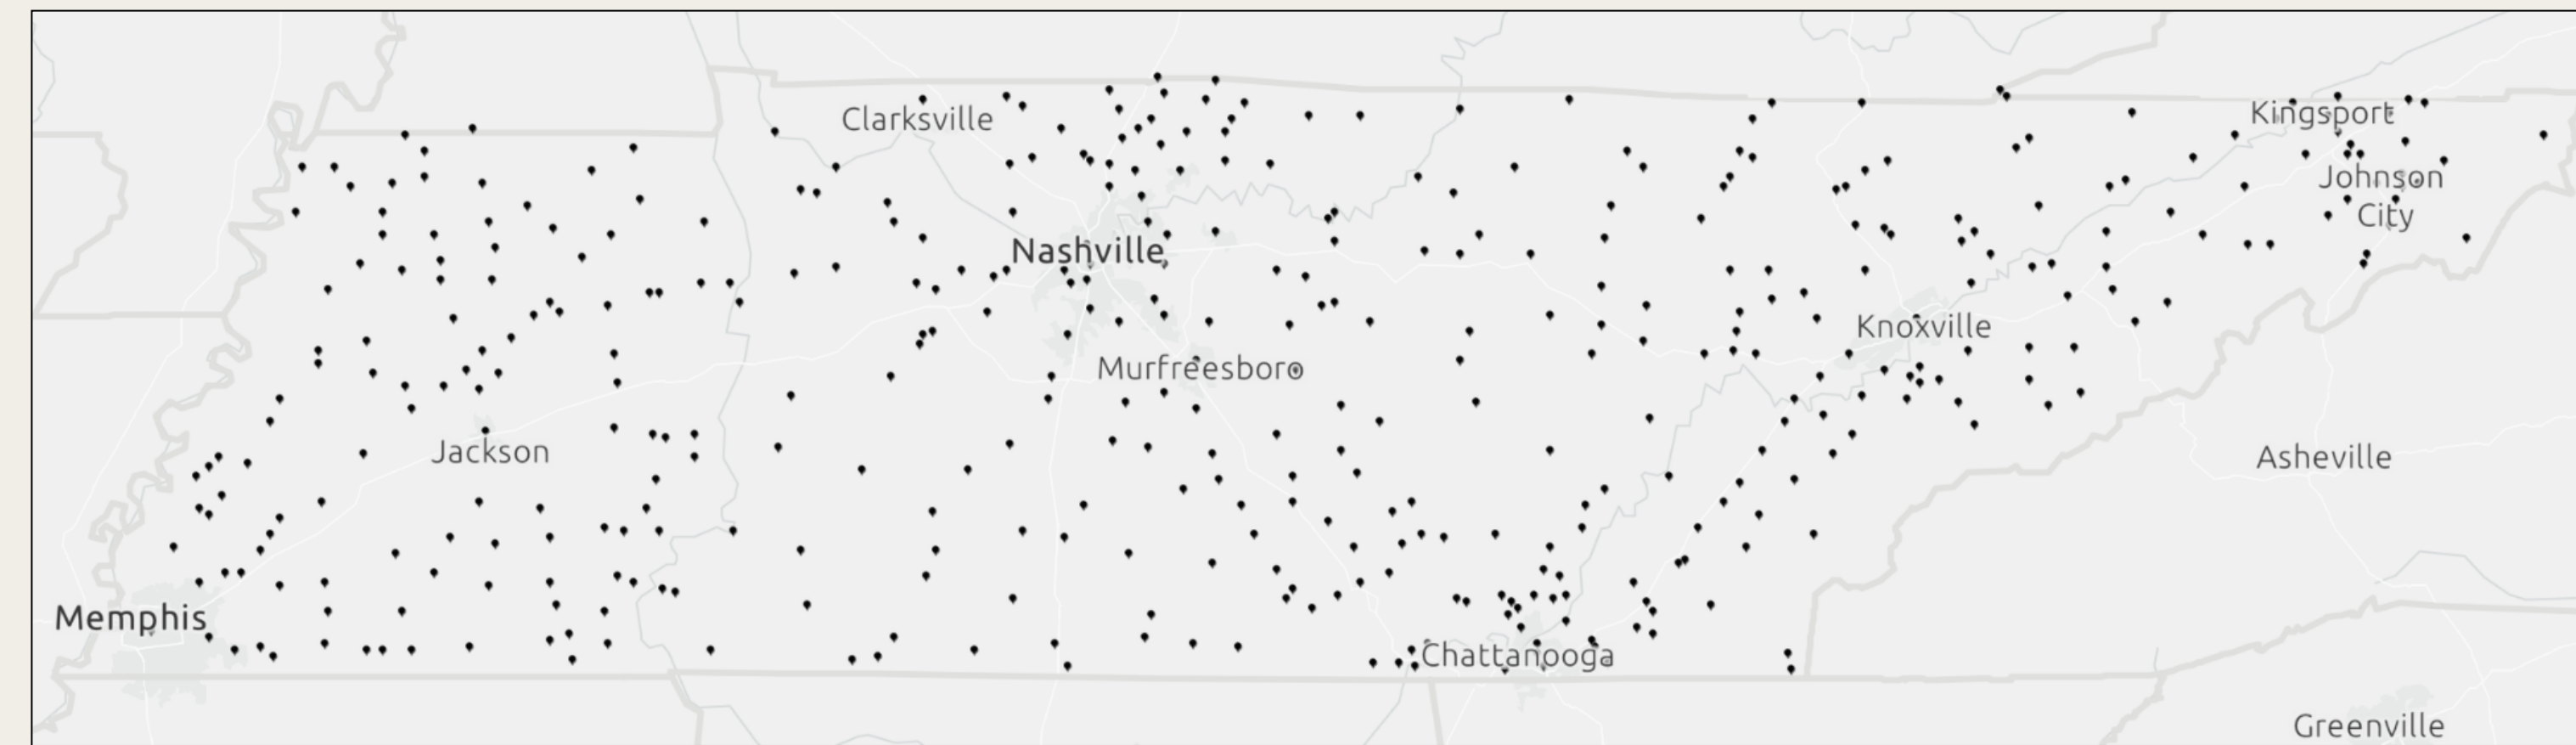 Clarksville
Kingsport
Johnson
City
Nashville
Knoxville
Murfreesboro
Jackson
Asheville
Memphis
Chattanooga
Greenville